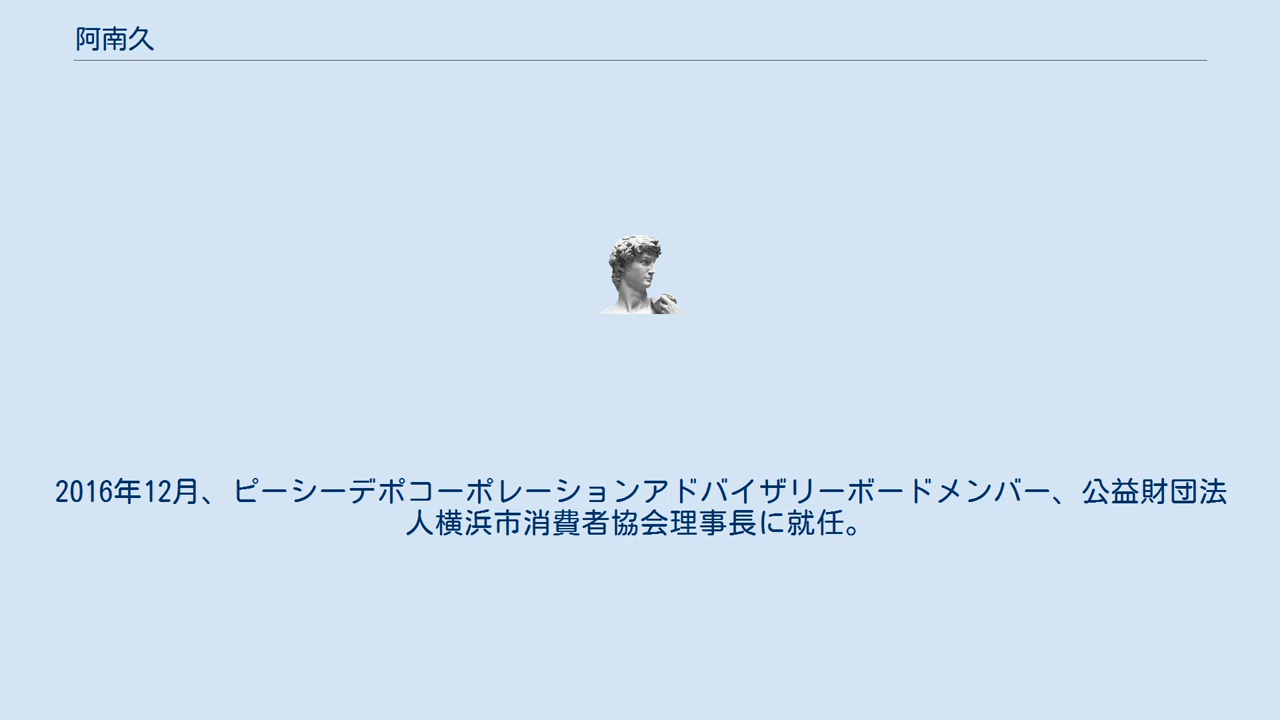 阿南久
2016年12月、ピーシーデポコーポレーションアドバイザリーボードメンバー、公益財団法
人横浜市消費者協会理事長に就任。